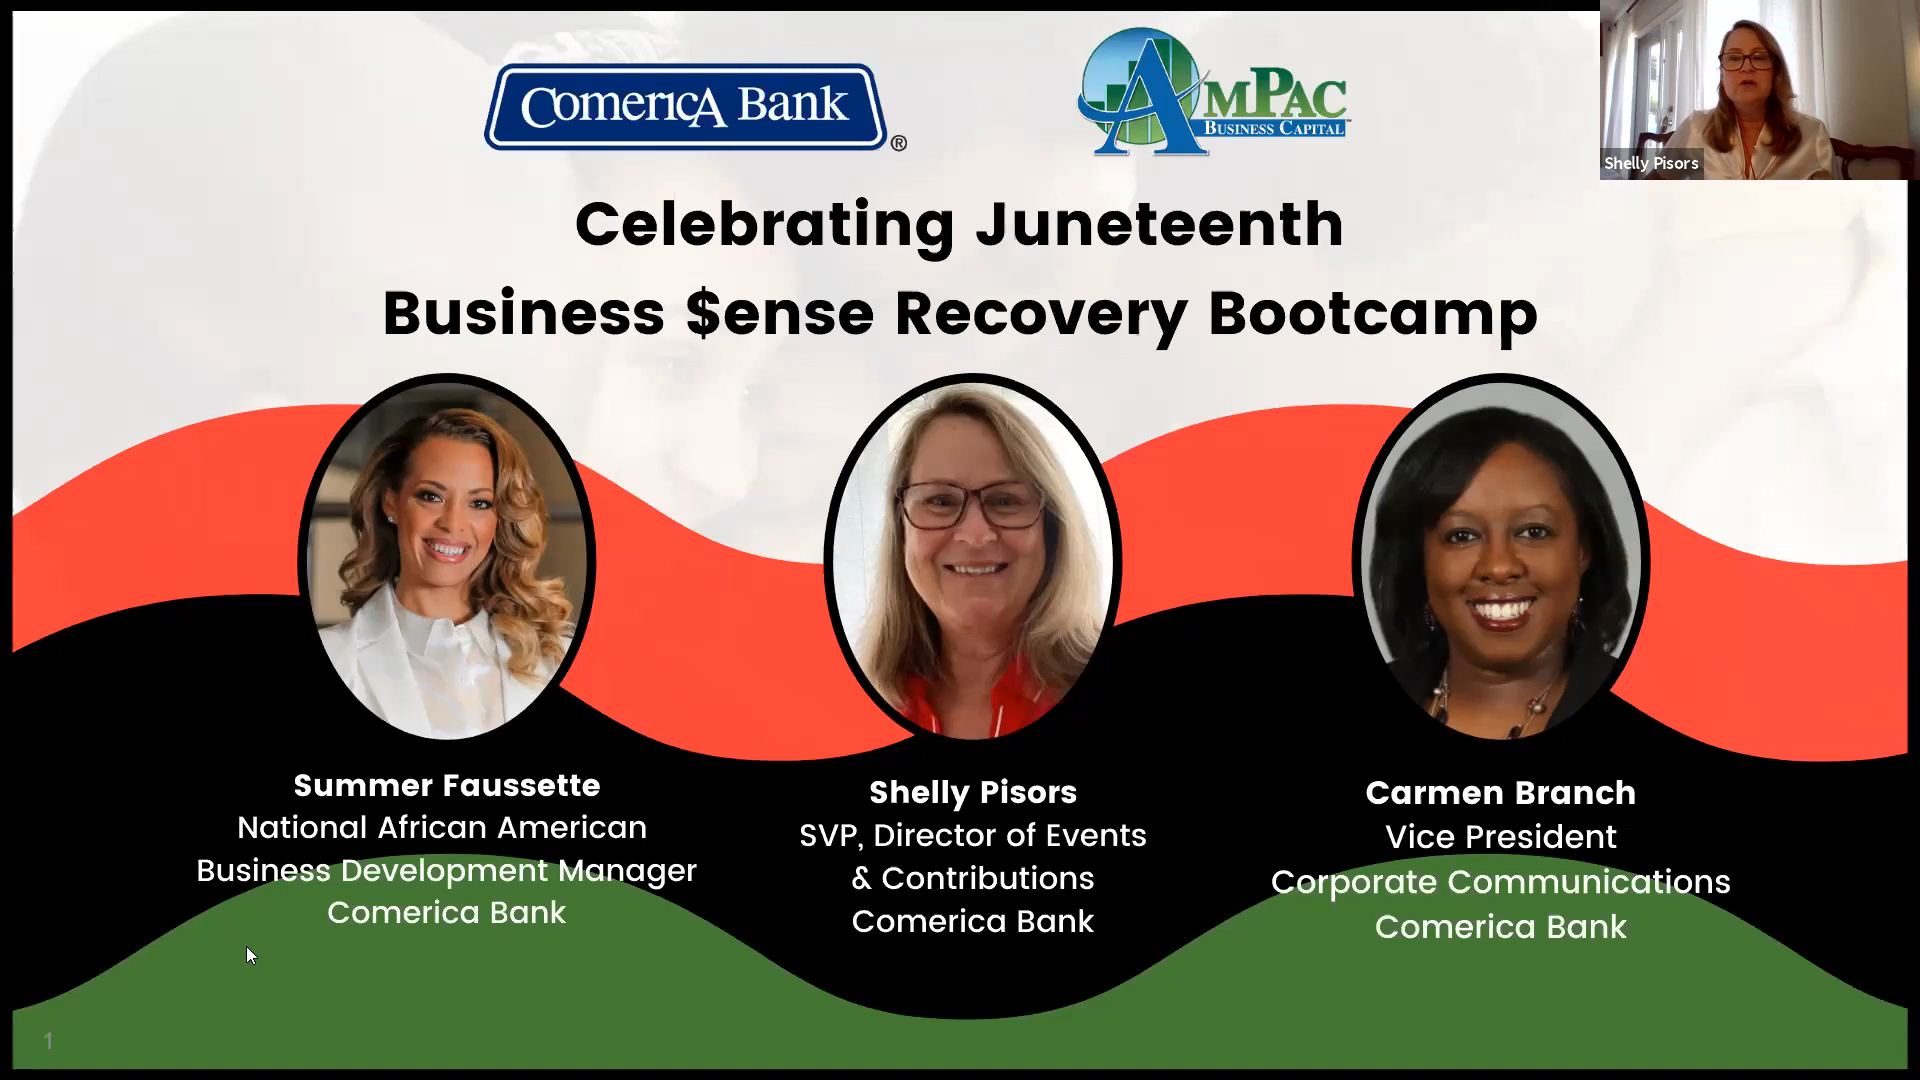 Comerica Bank ®
AmPac
Business Capital
Shelly Pisors
Celebrating Juneteenth
Business $ense Recovery Bootcamp
Summer Faussette
National African American
Business Development Manager
Comerica Bank
Shelly Pisors
SVP, Director of Events
& Contributions
Comerica Bank
Carmen Branch
Vice President
Corporate Communications
Comerica Bank
1